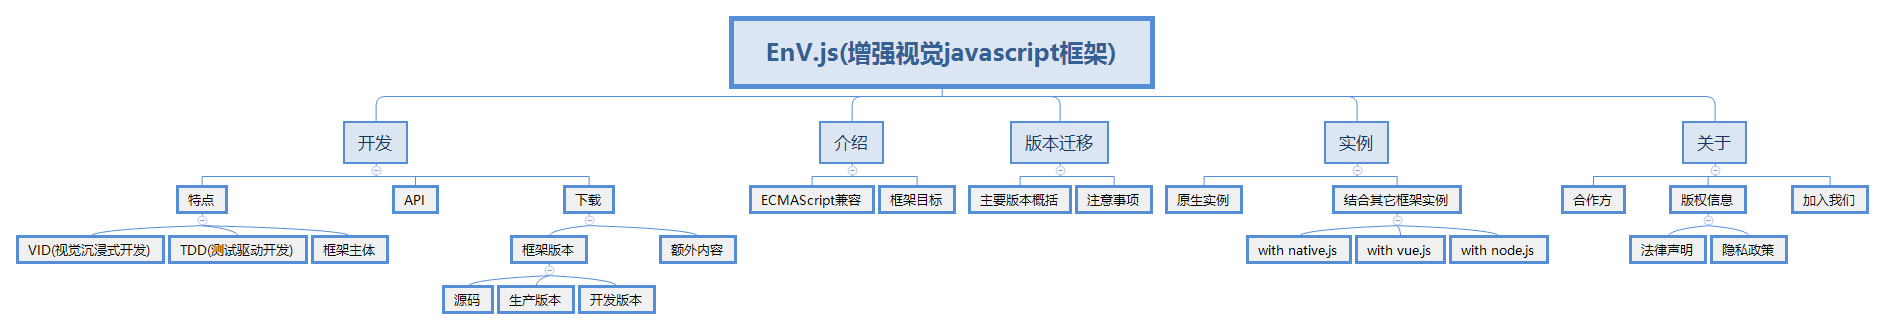 EnV.js(增强视觉javascript框架)
开发
介绍
版本迁移
实例
关于
特点
API
下载
ECMAScript兼容
框架目标
主要版本概括
注意事项
原生实例
结合其它框架实例
合作方
版权信息
加入我们
VID(视觉沉浸式开发)
TDD(测试驱动开发)
框架主体
框架版本
额外内容
with native.js
with vue.js
with node.js
法律声明
隐私政策
源码
生产版本
开发版本